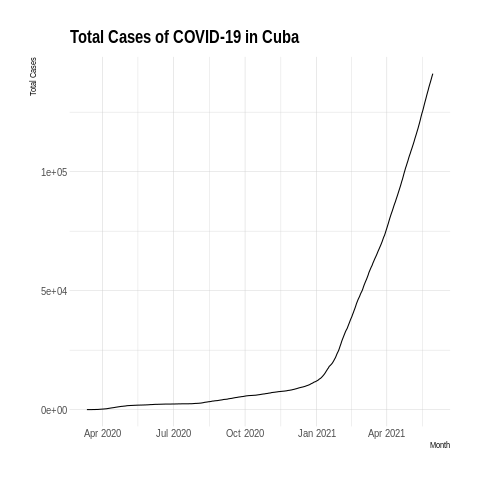 Total Cases of COVID-19 in Cuba
Total Cases
1e+05
5e+04
0e+00
Apr 2020 Jul 2020 Oct 2020 Jan 2021 Apr 2021
Month